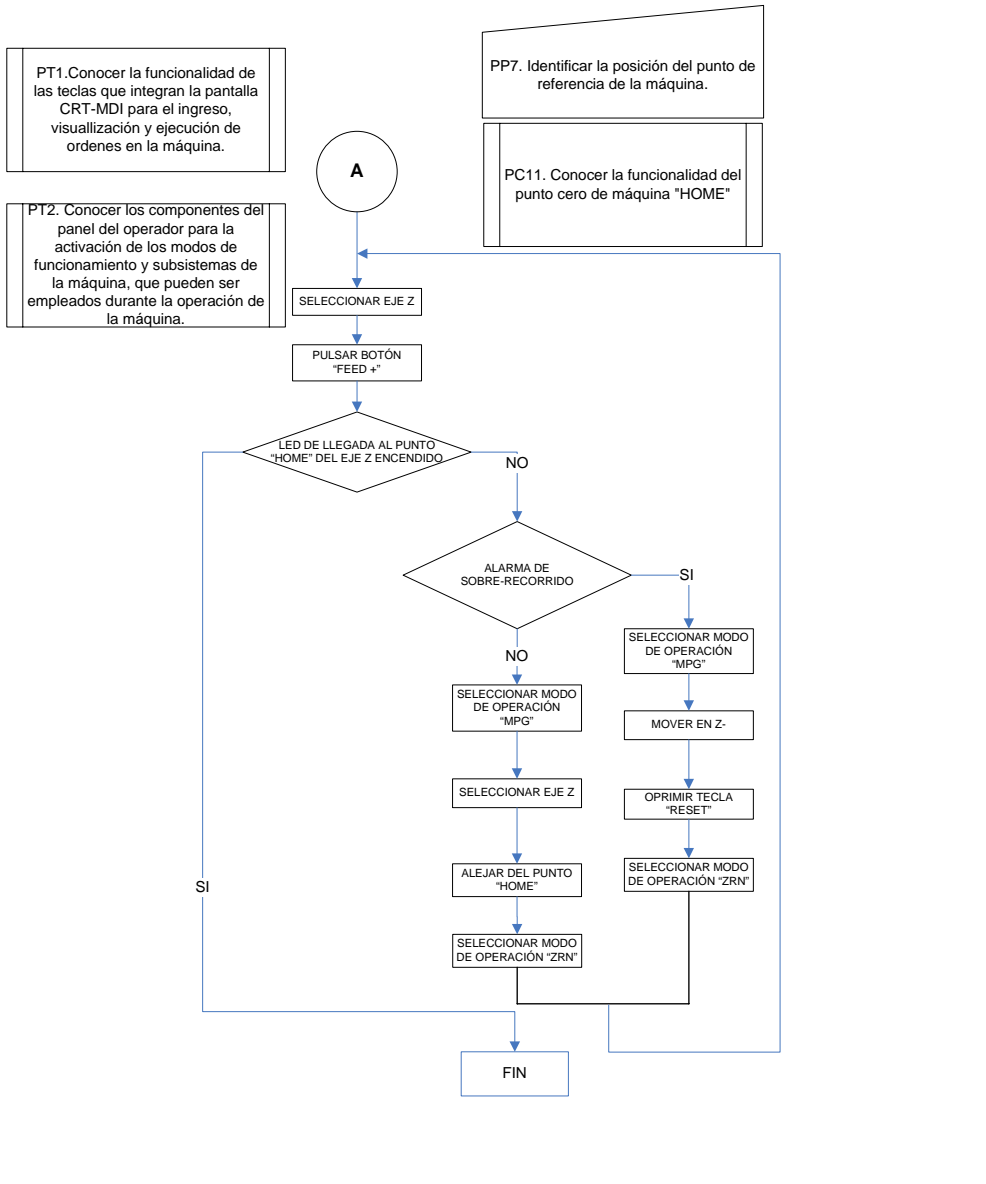 PT1.Conocer la funcionalidad de
las teclas que integran la pantalla
CRT-MDI para el ingreso,
visuallización y ejecución de
ordenes en la máquina.
PT2. Conocer los componentes del
panel del operador para la
activación de los modos de
funcionamiento y subsistemas de
la máquina, que pueden ser
empleados durante la operación de
la máquina.
A
PP7. Identificar la posición del punto de
referencia de la máquina.
PC11. Conocer la funcionalidad del
punto cero de máquina "HOME"
SELECCIONAR EJE Z
PULSAR BOTÓN
“FEED +”
LED DE LLEGADA AL PUNTO
“HOME” DEL EJE Z ENCENDIDO
NO
ALARMA DE
SOBRE-RECORRIDO
SI
NO
SELECCIONAR MODO
DE OPERACIÓN
“MPG”
SELECCIONAR EJE Z
ALEJAR DEL PUNTO
“HOME”
SELECCIONAR MODO
DE OPERACIÓN “ZRN”
SELECCIONAR MODO
DE OPERACIÓN
“MPG”
MOVER EN Z-
OPRIMIR TECLA
“RESET”
SELECCIONAR MODO
DE OPERACIÓN “ZRN”
SI
FIN